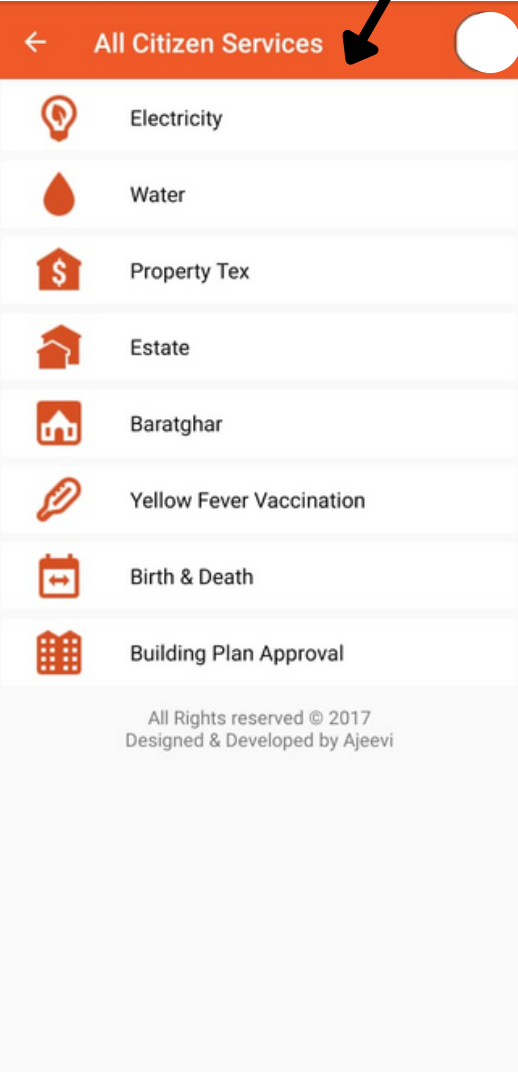 All Citizen Services
Electricity
Water
Property Tex
Estate
Baratghar
Yellow Fever Vaccination
Birth & Death
Building Plan Approval
All Rights reserved © 2017
Designed & Developed by Ajeevi